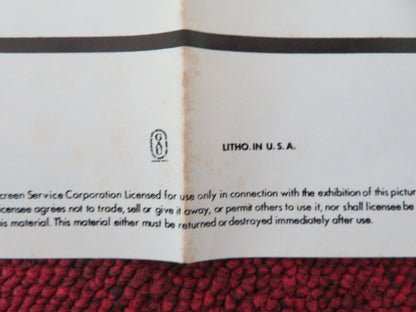 GAU
LITHO. IN U. S. A.
creen Service Corporation Licensed for use only in connection with the exhibition of this pictur
icensee agrees not to trade, sell or give it away, or permit others to use it, nor shall licensee be
his material. This material either must be returned or destroyed immediately after use.